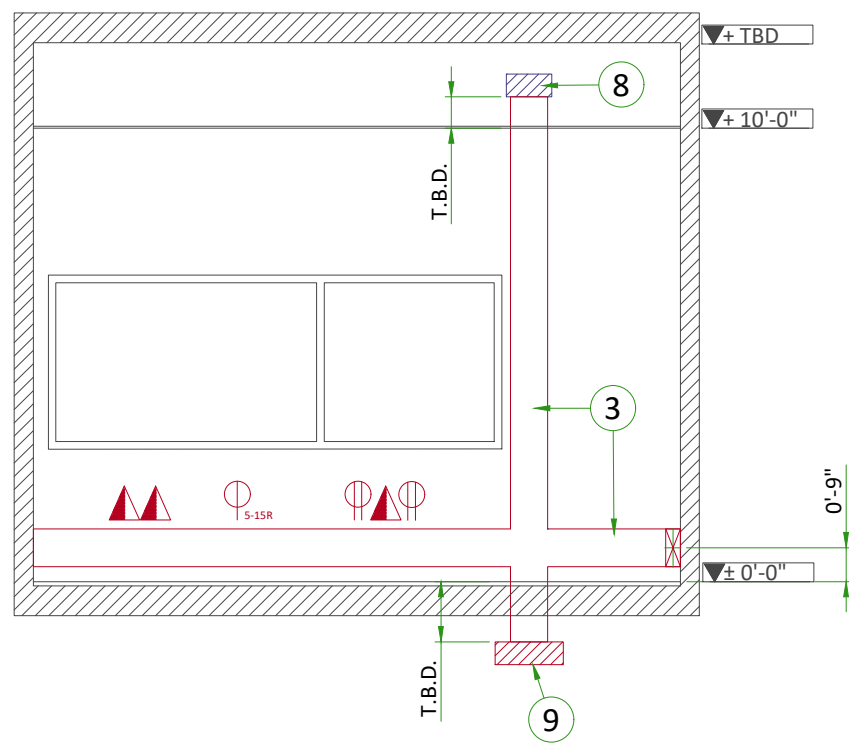 + TBD
8
+ 10'-0"
T.B.D.
3
5-15R
0'-9"
± 0'-0"
T.B.D.
9